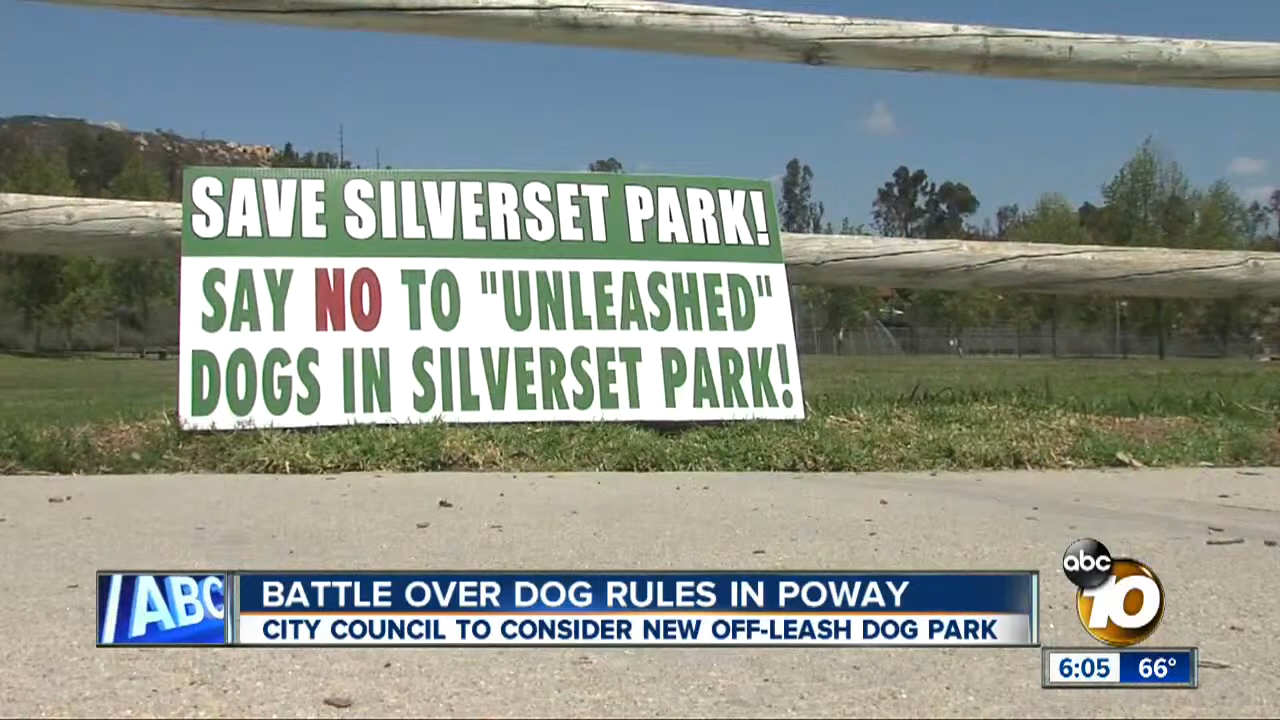 SAVE SILVERSET PARK!
SAY NO TO "UNLEASHED"
DOGS IN SILVERSET PARK!
ABC
BATTLE OVER DOG RULES IN POWAY
CITY COUNCIL TO CONSIDER NEW OFF-LEASH DOG PARK
abc
10
6:05 66°